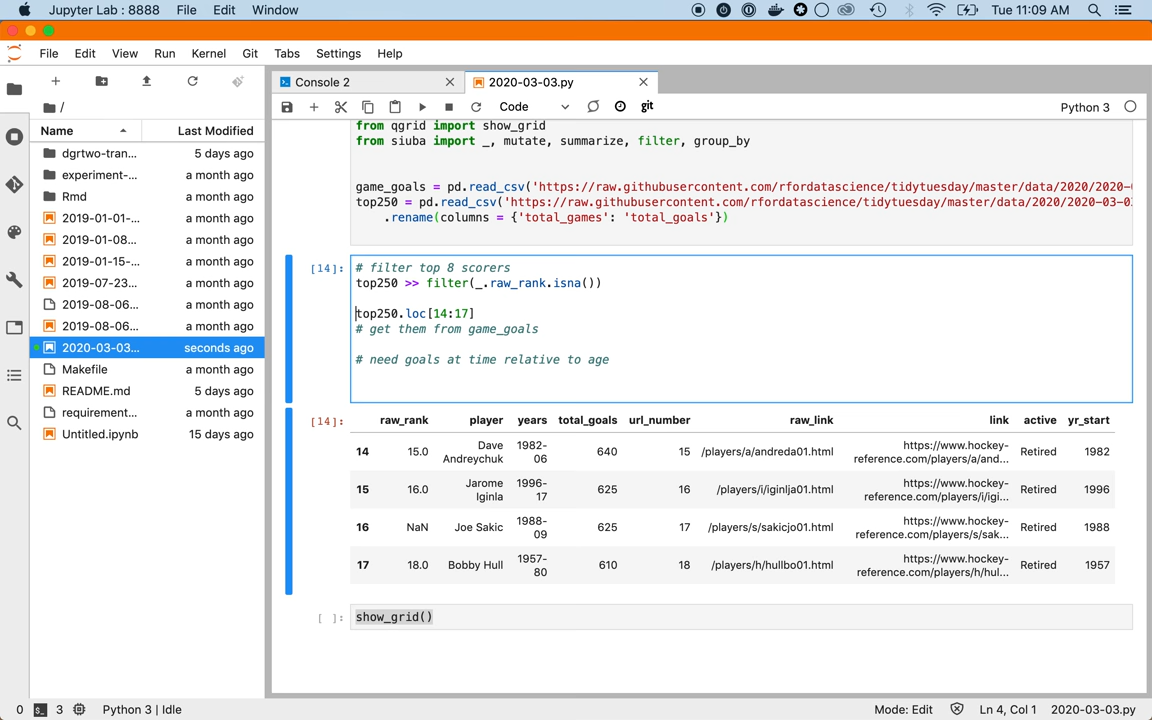 Jupyter Lab : 8888 File Edit Window Tue 11:09 AM
File Edit View Run Kernel Git Tabs Settings Help
Console 2 2020-03-03.py
Code git Python 3
/
Name Last Modified
dgrtwo-tran... 5 days ago
experiment-... a month ago
Rmd a month ago
2019-01-01-... a month ago
2019-01-08... a month ago
2019-01-15-... a month ago
2019-07-23... a month ago
2019-08-06... a month ago
2019-08-06... a month ago
2020-03-03... seconds ago
Makefile a month ago
README.md 5 days ago
requirement... a month ago
Untitled.ipynb 15 days ago
from qgrid import show_grid
from siuba import _, mutate, summarize, filter, group_by
game_goals = pd.read_csv('https://raw.githubusercontent.com/rfordatascience/tidytuesday/master/data/2020/2020-
top250 = pd.read_csv('https://raw.githubusercontent.com/rfordatascience/tidytuesday/master/data/2020/2020-03-0
.rename(columns = {'total_games': 'total_goals'})
[14]: # filter top 8 scorers
top250 >> filter(_.raw_rank.isna())
top250.loc[14:17]
# get them from game_goals
# need goals at time relative to age
[14]: raw_rank player years total_goals url_number raw_link link active yr_start
14 15.0 Dave Andreychuk 1982-06 640 15 /players/a/andreda01.html https://www.hockey-reference.com/players/a/and... Retired 1982
15 16.0 Jarome Iginla 1996-17 625 16 /players/i/iginlja01.html https://www.hockey-reference.com/players/i/igi... Retired 1996
16 NaN Joe Sakic 1988-09 625 17 /players/s/sakicjo01.html https://www.hockey-reference.com/players/s/sak... Retired 1988
17 18.0 Bobby Hull 1957-80 610 18 /players/h/hullbo01.html https://www.hockey-reference.com/players/h/hul... Retired 1957
[ ]: show_grid()
0 3 Python 3 | Idle Mode: Edit Ln 4, Col 1 2020-03-03.py